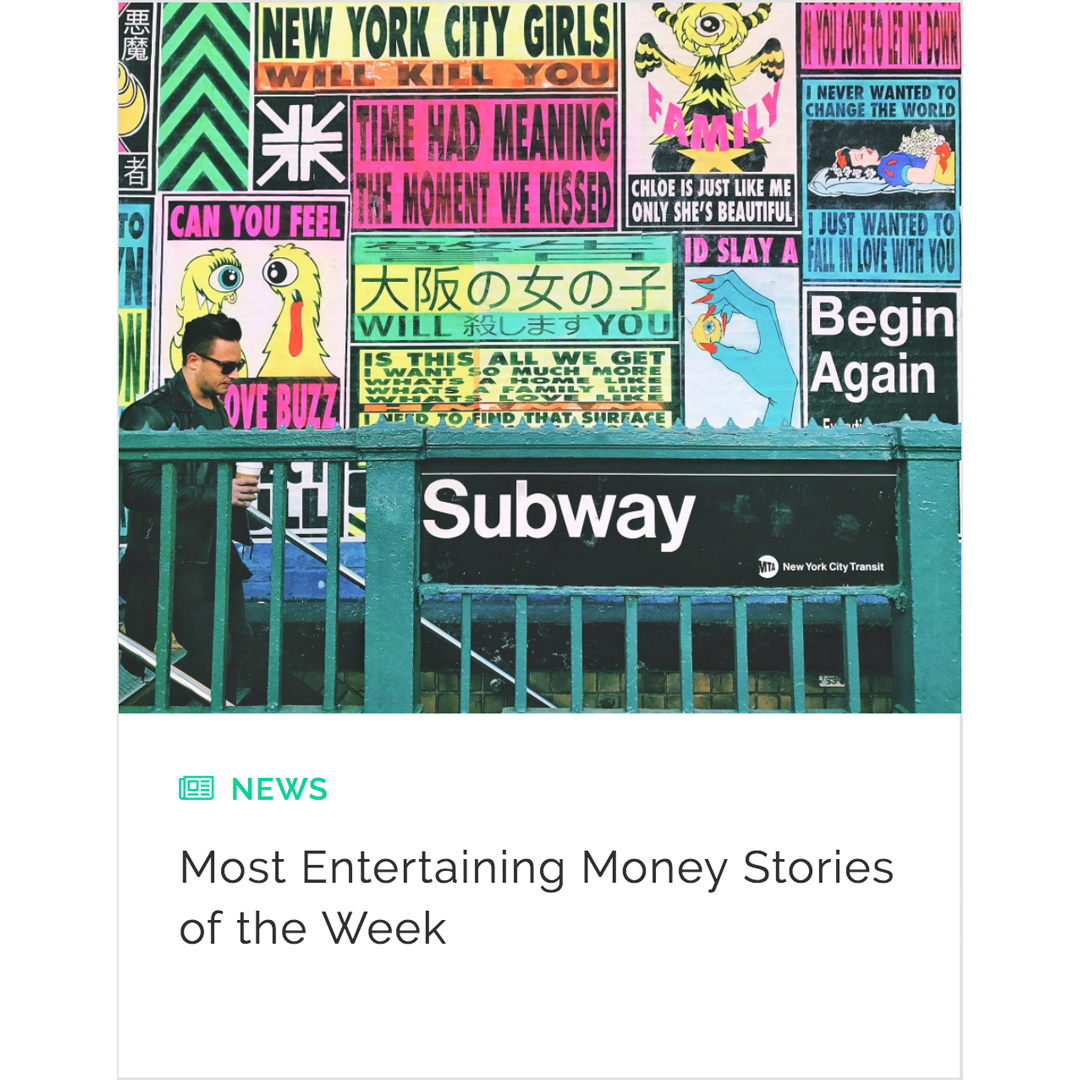 悪魔
者
NEW YORK CITY GIRLS
WILL KILL YOU
TIME HAD MEANING
THE MOMENT WE KISSED
FAMILY
CHLOE IS JUST LIKE ME
ONLY SHE'S BEAUTIFUL
N YOU LOVE TO LET ME DOWN
I NEVER WANTED TO
CHANGE THE WORLD
I JUST WANTED TO
FALL IN LOVE WITH YOU
TO
N
CAN YOU FEEL
OVE BUZZ
大阪の女の子
WILL 殺します YOU
IS THIS ALL WE GET
I WANT SO MUCH MORE
WHATS A HOME LIKE
WHATS A FAMILY LIKE
WHATS LOVE LIKE
I NEED TO FIND THAT SURFACE
ID SLAY A
Begin
Again
Subway
MTA New York City Transit
NEWS
Most Entertaining Money Stories
of the Week